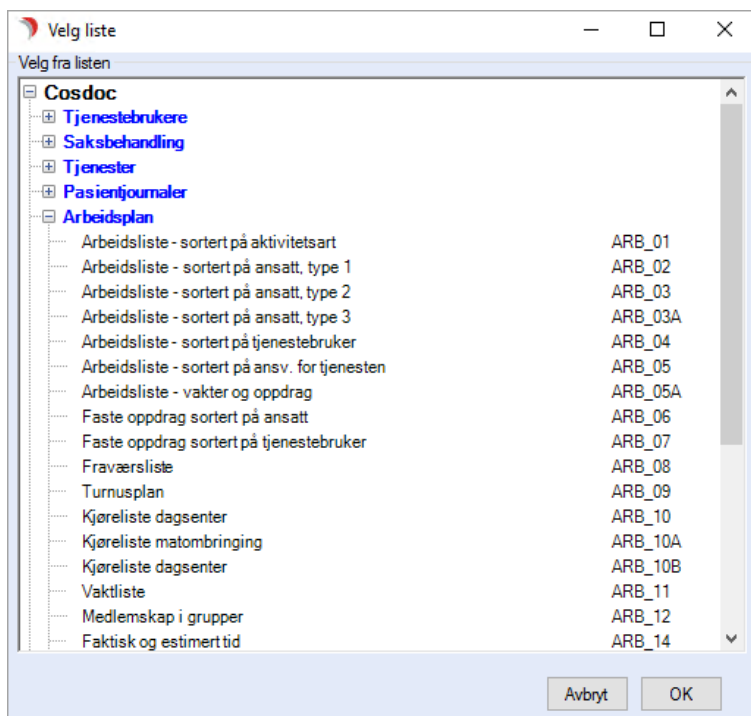 Velg liste
Velg fra listen
Cosdoc
Tjenestebrukere
Saksbehandling
Tjenester
Pasientjournaler
Arbeidsplan
Arbeidsliste - sortert på aktivitetsart ARB_01
Arbeidsliste - sortert på ansatt, type 1 ARB_02
Arbeidsliste - sortert på ansatt, type 2 ARB_03
Arbeidsliste - sortert på ansatt, type 3 ARB_03A
Arbeidsliste - sortert på tjenestebruker ARB_04
Arbeidsliste - sortert på ansv. for tjenesten ARB_05
Arbeidsliste - vakter og oppdrag ARB_05A
Faste oppdrag sortert på ansatt ARB_06
Faste oppdrag sortert på tjenestebruker ARB_07
Fraværsliste ARB_08
Turnusplan ARB_09
Kjøreliste dagsenter ARB_10
Kjøreliste matombringing ARB_10A
Kjøreliste dagsenter ARB_10B
Vaktliste ARB_11
Medlemskap i grupper ARB_12
Faktisk og estimert tid ARB_14
Avbryt OK